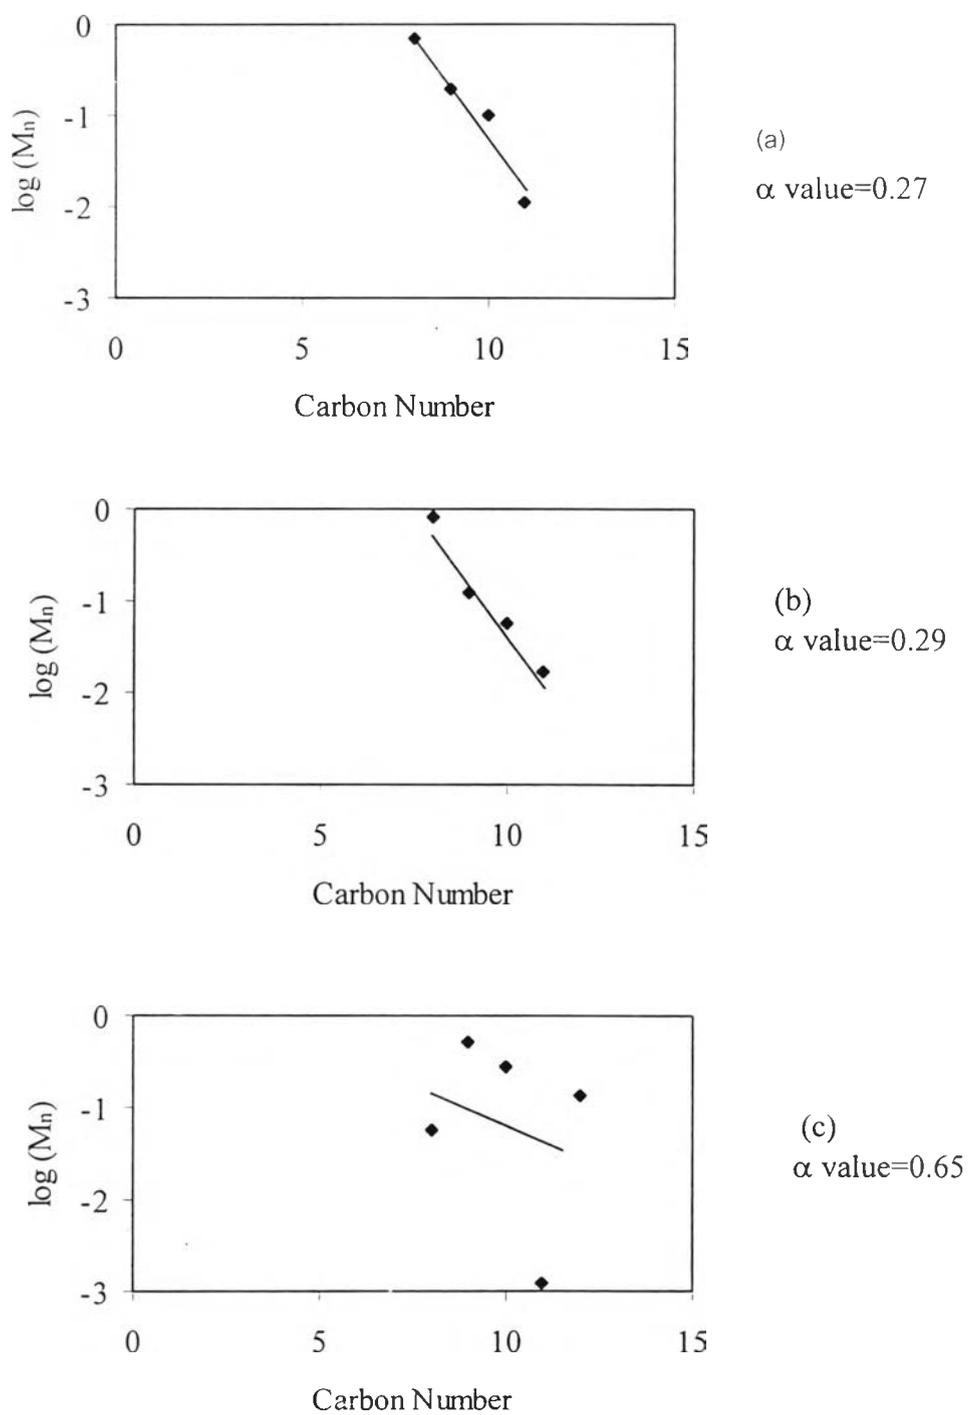 0
-1
-2
-3
log (Mn)
0 5 10 15
Carbon Number
(a)
α value=0.27
0
-1
-2
-3
log (Mn)
0 5 10 15
Carbon Number
(b)
α value=0.29
0
-1
-2
-3
log (Mn)
0 5 10 15
Carbon Number
(c)
α value=0.65